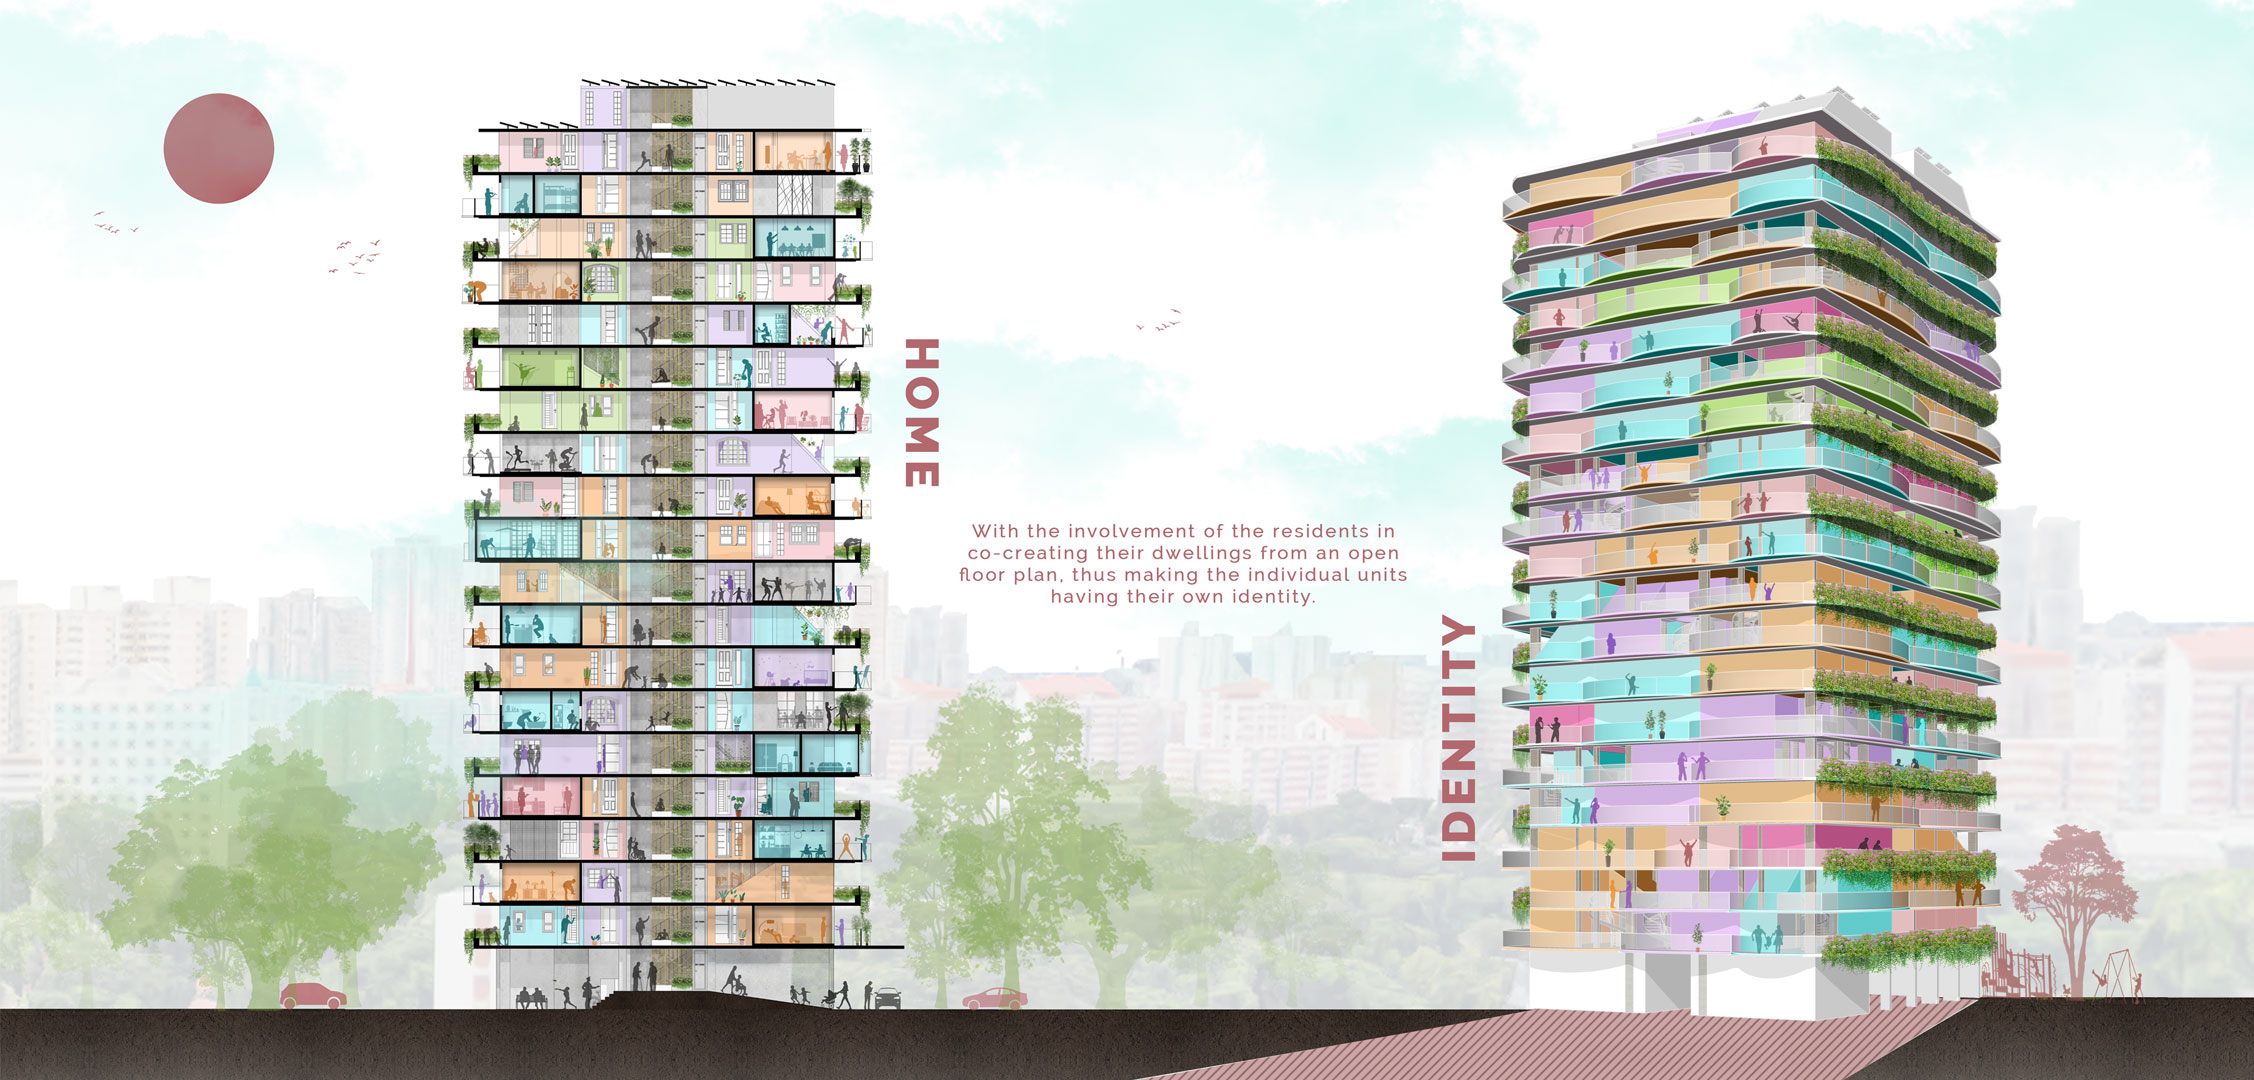 HOME
With the involvement of the residents in
co-creating their dwellings from an open
floor plan, thus making the individual units
having their own identity.
IDENTITY